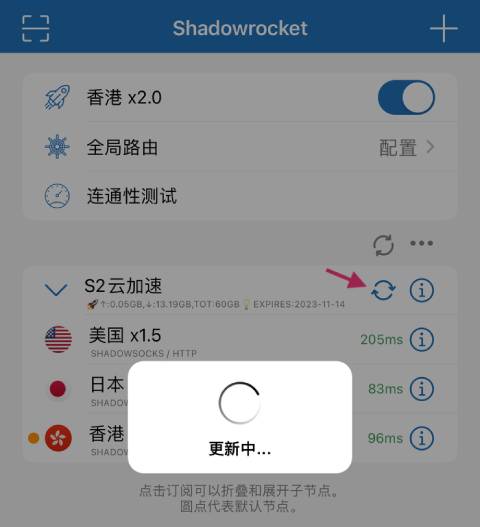 Shadowrocket
香港 x2.0
全局路由
配置
连通性测试
S2云加速
🚀↑:0.05GB,↓:13.19GB,TOT:60GB💡EXPIRES:2023-11-14
美国 x1.5
205ms
SHADOWSOCKS / HTTP
日本
83ms
SHADOW
香港
96ms
SHADOW
更新中...
点击订阅可以折叠和展开子节点。
圆点代表默认节点。